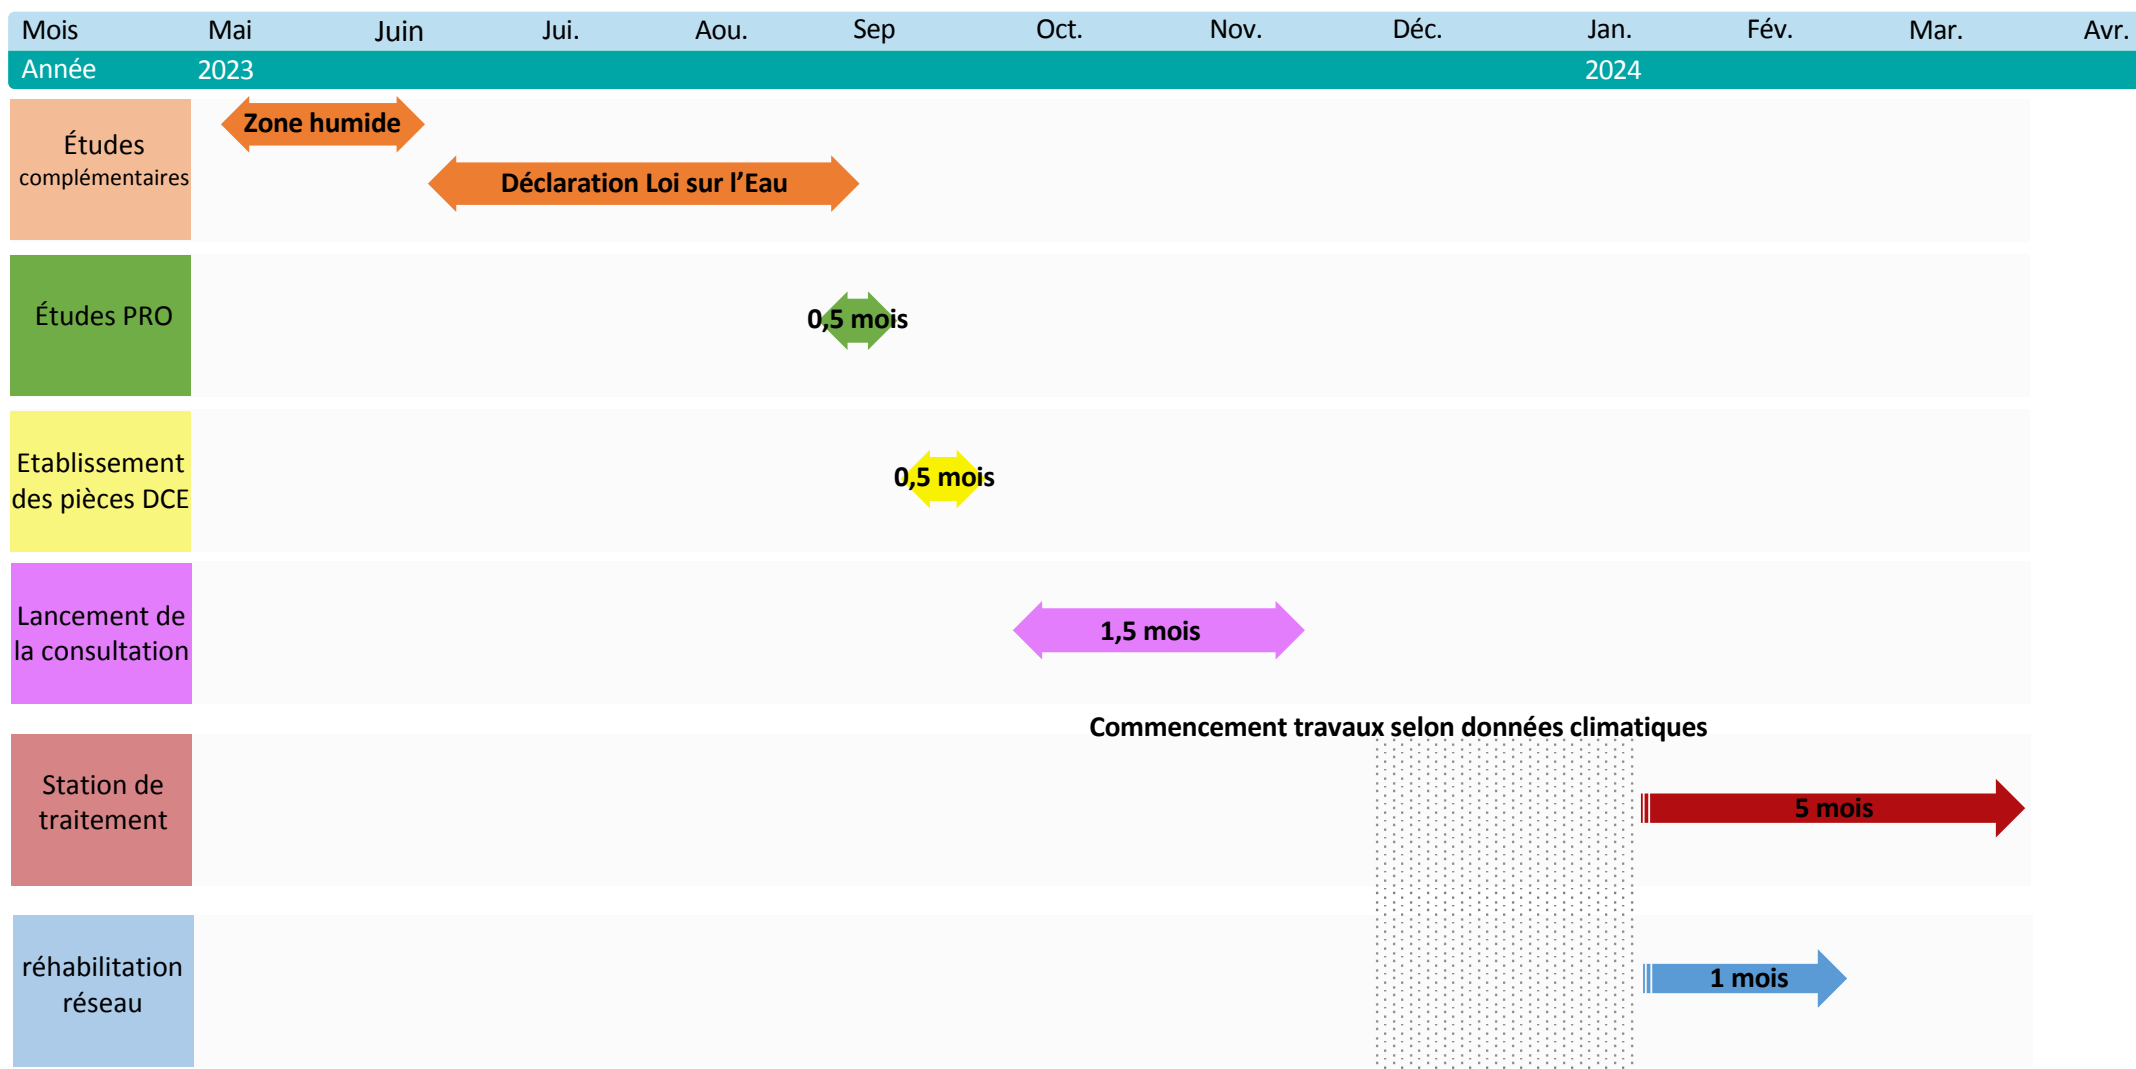 Mois Mai Juin Jui. Aou. Sep Oct. Nov. Déc. Jan. Fév. Mar. Avr.
Année 2023 2024
Études
complémentaires
Zone humide
Déclaration Loi sur l’Eau
Études PRO
0,5 mois
Etablissement
des pièces DCE
0,5 mois
Lancement de
la consultation
1,5 mois
Commencement travaux selon données climatiques
Station de
traitement
5 mois
réhabilitation
réseau
1 mois